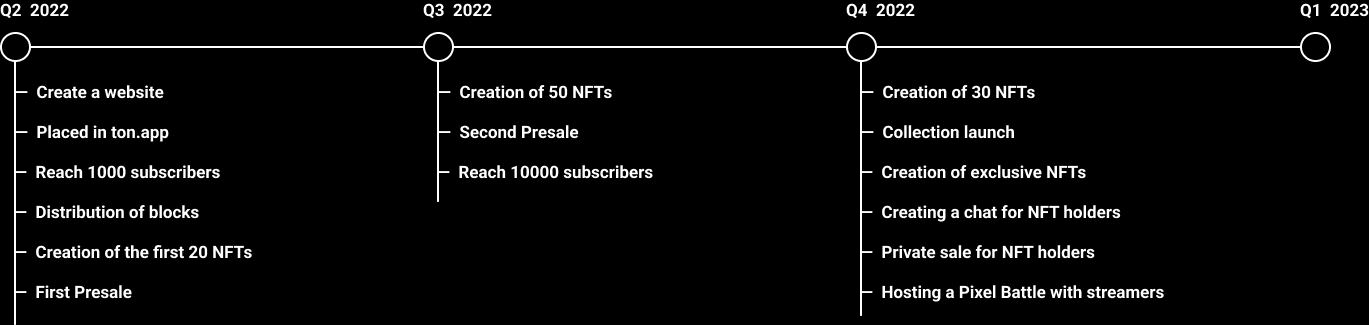 Q2 2022
Create a website
Placed in ton.app
Reach 1000 subscribers
Distribution of blocks
Creation of the first 20 NFTs
First Presale
Q3 2022
Creation of 50 NFTs
Second Presale
Reach 10000 subscribers
Q4 2022
Creation of 30 NFTs
Collection launch
Creation of exclusive NFTs
Creating a chat for NFT holders
Private sale for NFT holders
Hosting a Pixel Battle with streamers
Q1 2023